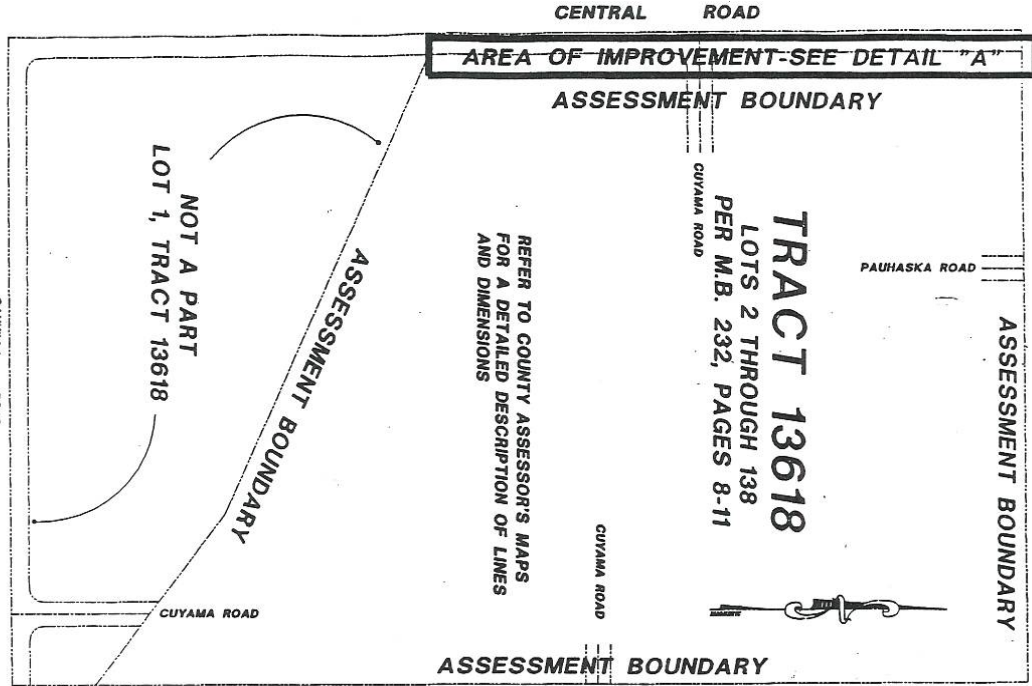 CENTRAL ROAD
AREA OF IMPROVEMENT-SEE DETAIL "A"
ASSESSMENT BOUNDARY
NOT A PART
LOT 1, TRACT 13618
ASSESSMENT BOUNDARY
REFER TO COUNTY ASSESSOR'S MAPS
FOR A DETAILED DESCRIPTION OF LINES
AND DIMENSIONS
CUYAMA ROAD
TRACT 13618
LOTS 2 THROUGH 138
PER M.B. 232, PAGES 8-11
PAUHASKA ROAD
ASSESSMENT BOUNDARY
CUYAMA ROAD
CUYAMA ROAD
ASSESSMENT BOUNDARY